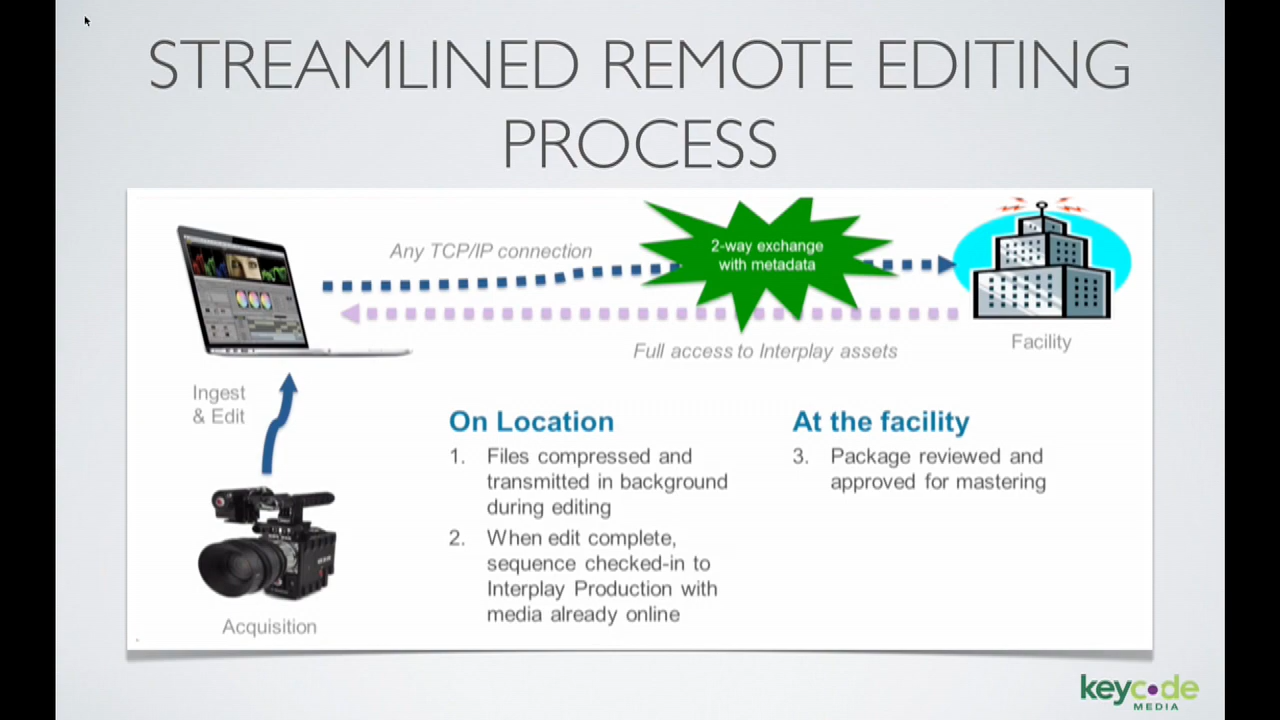 STREAMLINED REMOTE EDITING
PROCESS
Any TCP/IP connection
2-way exchange
with metadata
Full access to Interplay assets
Facility
Ingest
& Edit
Acquisition
On Location
1. Files compressed and
transmitted in background
during editing
2. When edit complete,
sequence checked-in to
Interplay Production with
media already online
At the facility
3. Package reviewed and
approved for mastering
keycode
MEDIA